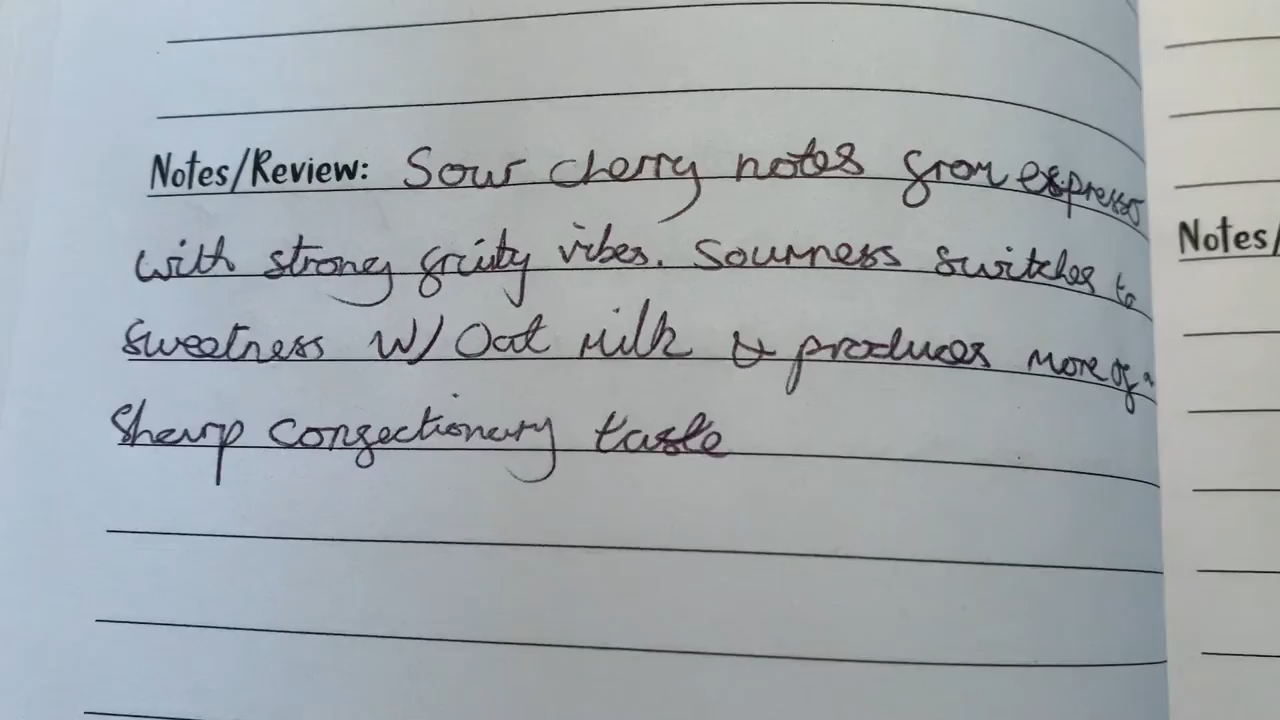 Notes/Review: Sour cherry notes from espresso
with strong fruity vibes. Sourness switches to
sweetness w/ Oat milk & produces more of a
sharp confectionary taste
Notes/